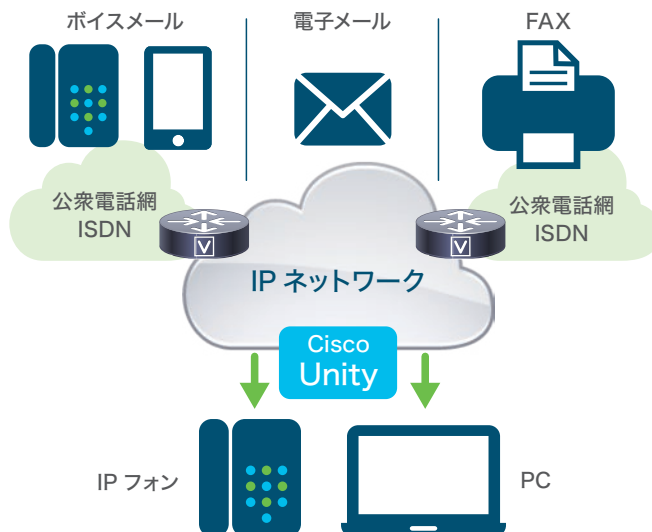 ボイスメール
電子メール
FAX
公衆電話網
ISDN
公衆電話網
ISDN
V
V
IP ネットワーク
Cisco
Unity
IP フォン
PC